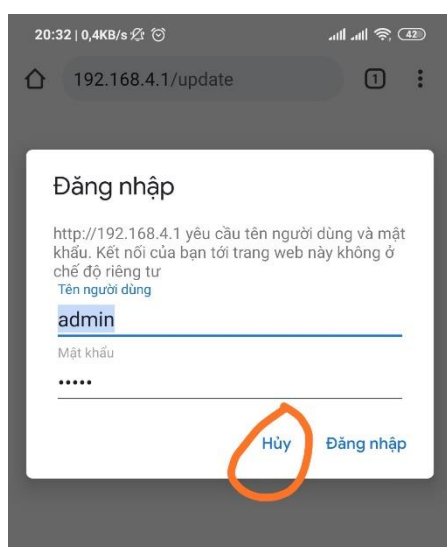 20:32 | 0,4KB/s
42
192.168.4.1/update
1
Đăng nhập
http://192.168.4.1 yêu cầu tên người dùng và mật
khẩu. Kết nối của bạn tới trang web này không ở
chế độ riêng tư
Tên người dùng
admin
Mật khẩu
•••••
Hủy Đăng nhập